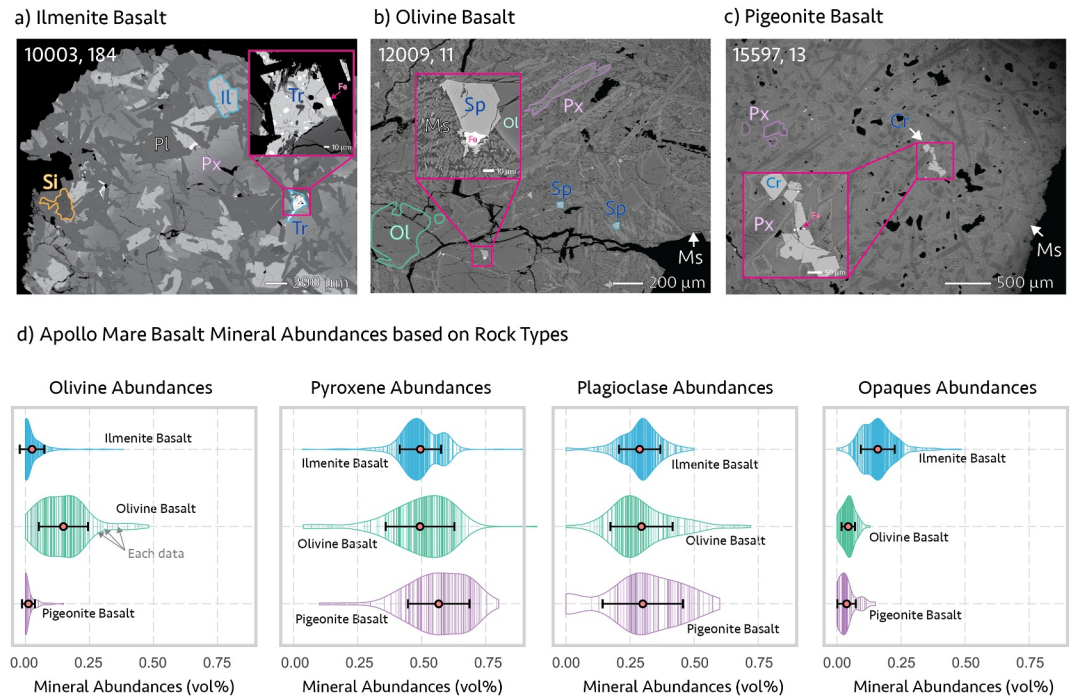 a) Ilmenite Basalt
b) Olivine Basalt
c) Pigeonite Basalt
10003, 184
Il
Tr
Fe
10 μm
Pl
Px
Si
Tr
200 μm
12009, 11
Sp
Ms
Fe
Ol
10 μm
Px
Sp
Sp
Ol
Ms
200 μm
15597, 13
Px
Cr
Cr
Px
Fe
50 μm
Ms
500 μm
d) Apollo Mare Basalt Mineral Abundances based on Rock Types
Olivine Abundances
Ilmenite Basalt
Olivine Basalt
Each data
Pigeonite Basalt
0.00 0.25 0.50 0.75
Mineral Abundances (vol%)
Pyroxene Abundances
Ilmenite Basalt
Olivine Basalt
Pigeonite Basalt
0.00 0.25 0.50 0.75
Mineral Abundances (vol%)
Plagioclase Abundances
Ilmenite Basalt
Olivine Basalt
Pigeonite Basalt
0.00 0.25 0.50 0.75
Mineral Abundances (vol%)
Opaques Abundances
Ilmenite Basalt
Olivine Basalt
Pigeonite Basalt
0.00 0.25 0.50 0.75
Mineral Abundances (vol%)